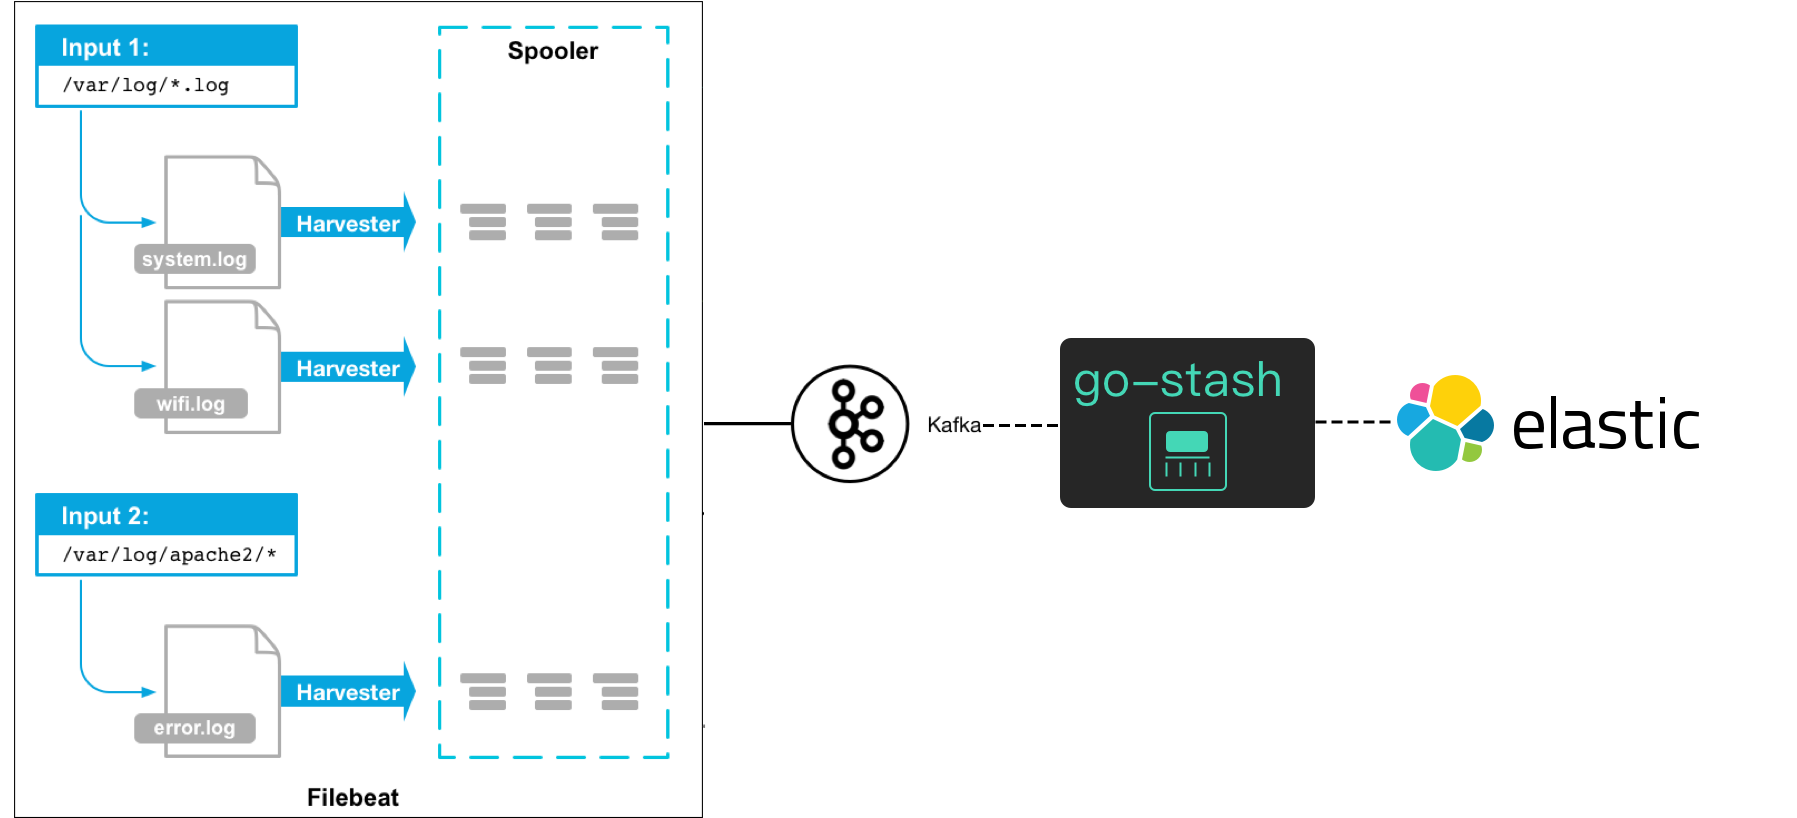 Input 1:
/var/log/*.log
Spooler
system.log
Harvester
wifi.log
Harvester
Input 2:
/var/log/apache2/*
error.log
Harvester
Filebeat
Kafka
go-stash
elastic